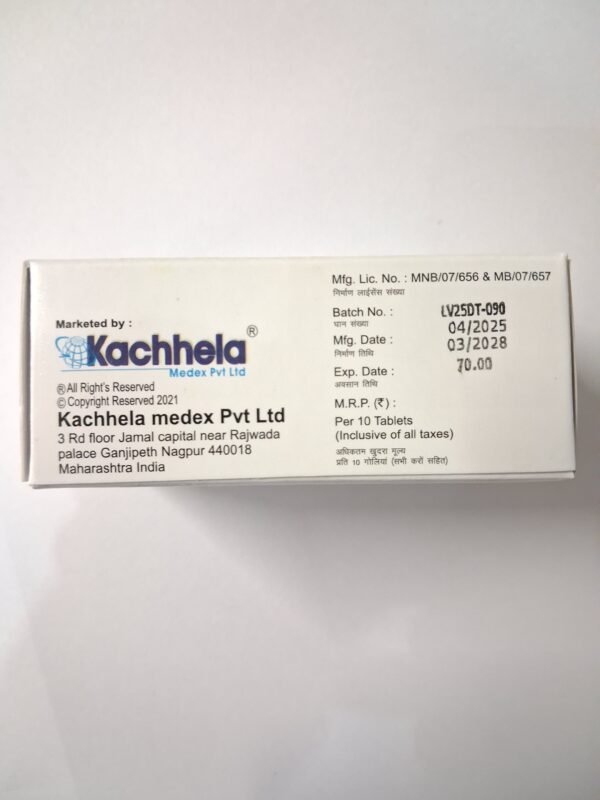 Marketed by :
Kachhela®
Medex Pvt Ltd
® All Right's Reserved
© Copyright Reserved 2021
Kachhela medex Pvt Ltd
3 Rd floor Jamal capital near Rajwada
palace Ganjipeth Nagpur 440018
Maharashtra India
Mfg. Lic. No. : MNB/07/656 & MB/07/657
निर्माण लाईसेंस संख्या
Batch No. : LV25DT-090
घान संख्या
Mfg. Date : 04/2025
निर्माण तिथि
Exp. Date : 03/2028
अवसान तिथि
M.R.P. (₹) : 70.00
Per 10 Tablets
(Inclusive of all taxes)
अधिकतम खुदरा मूल्य
प्रति 10 गोलियां (सभी करों सहित)